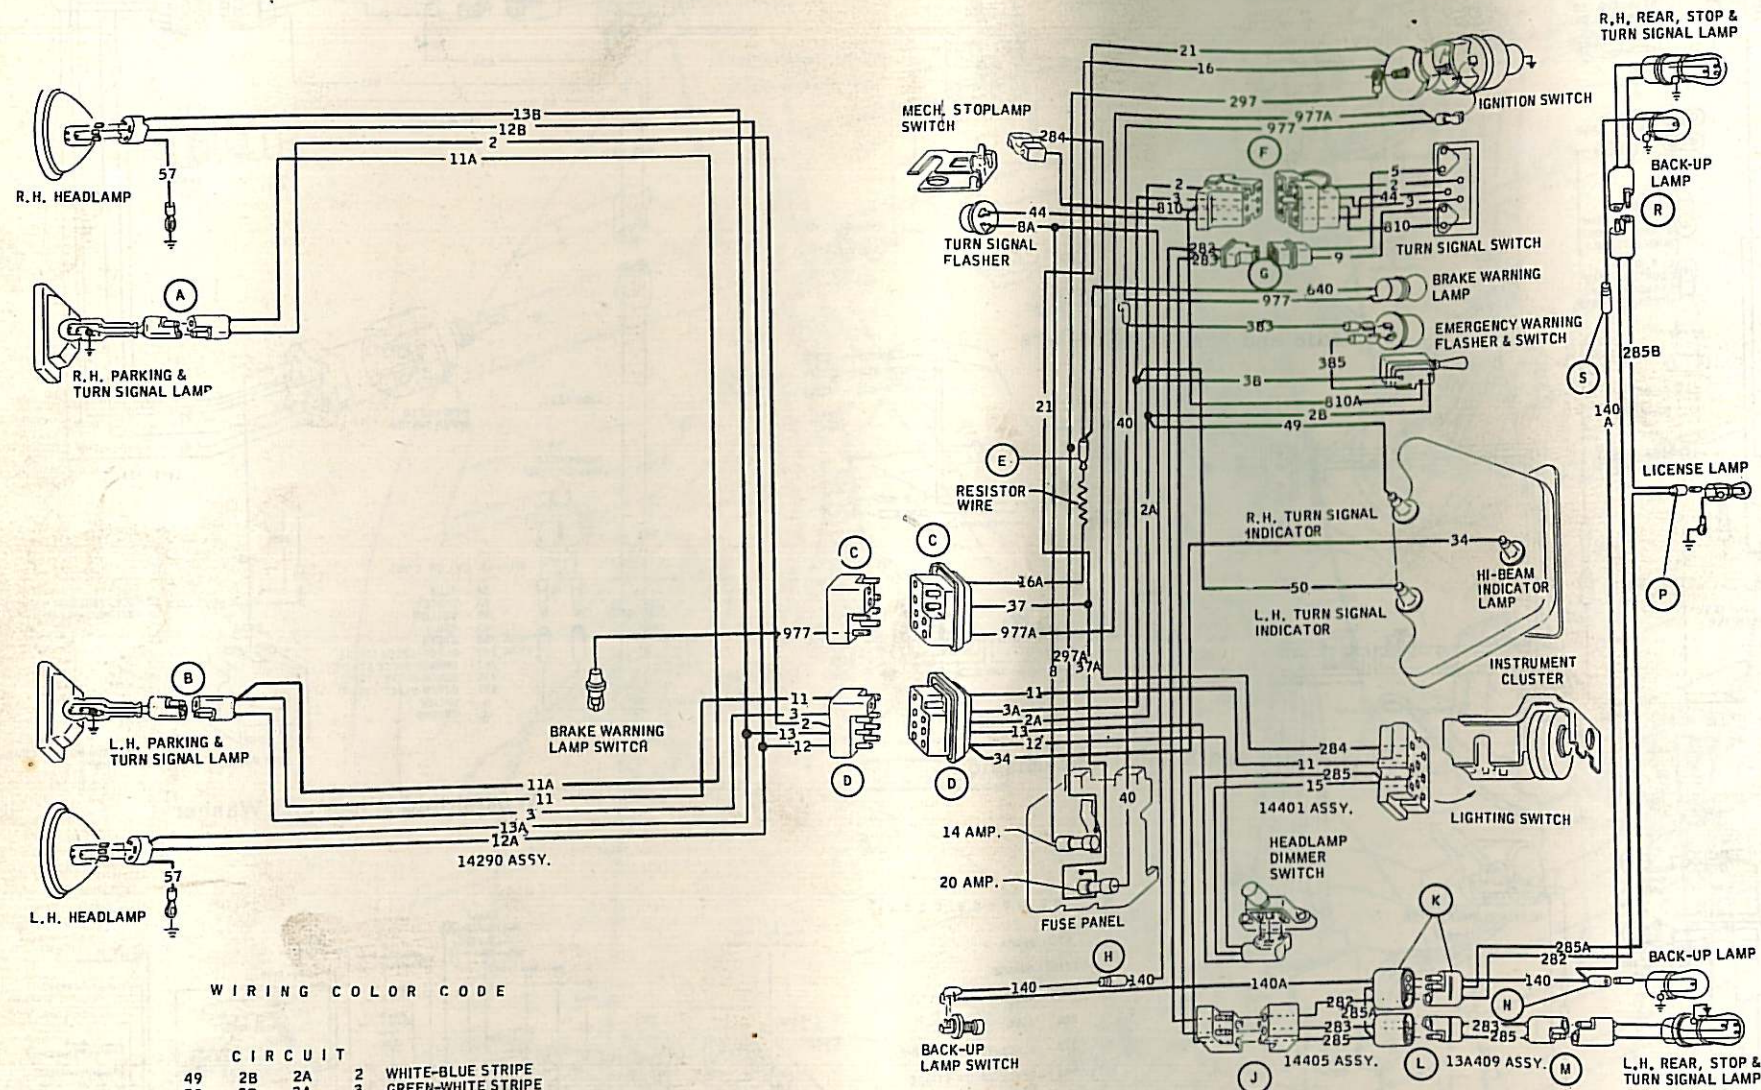 13B
12B
2
11A
57
R.H. HEADLAMP
A
R.H. PARKING &
TURN SIGNAL LAMP
B
L.H. PARKING &
TURN SIGNAL LAMP
11A
11
3
13A
12A
14290 ASSY.
57
L.H. HEADLAMP
977
BRAKE WARNING
LAMP SWITCH
11
3
2
13
12
C
D
WIRING COLOR CODE
CIRCUIT
49 2B 2A 2 WHITE-BLUE STRIPE
3 GREEN-WHITE STRIPE
MECH. STOPLAMP
SWITCH
284
44
8A
TURN SIGNAL
FLASHER
21
16
297
977A
977
IGNITION SWITCH
F
2
3
810
5
2
44
3
810
TURN SIGNAL SWITCH
282
283
G
9
640
977
BRAKE WARNING
LAMP
383
EMERGENCY WARNING
FLASHER & SWITCH
385
38
810A
2B
49
21
40
E
RESISTOR
WIRE
2A
R.H. TURN SIGNAL
INDICATOR
34
HI-BEAM
INDICATOR
LAMP
50
L.H. TURN SIGNAL
INDICATOR
INSTRUMENT
CLUSTER
C
16A
37
977A
297A
37A
8
11
3A
2A
13
12
34
D
284
11
285
15
14401 ASSY.
LIGHTING SWITCH
14 AMP.
20 AMP.
40
FUSE PANEL
HEADLAMP
DIMMER
SWITCH
K
H
140
140
140A
BACK-UP
LAMP SWITCH
282
285A
283
285
J
14405 ASSY.
L
13A409 ASSY.
M
283
285
N
140
285A
282
BACK-UP LAMP
L.H. REAR, STOP &
TURN SIGNAL LAMP
R.H. REAR, STOP &
TURN SIGNAL LAMP
BACK-UP
LAMP
R
S
285B
140
A
LICENSE LAMP
P